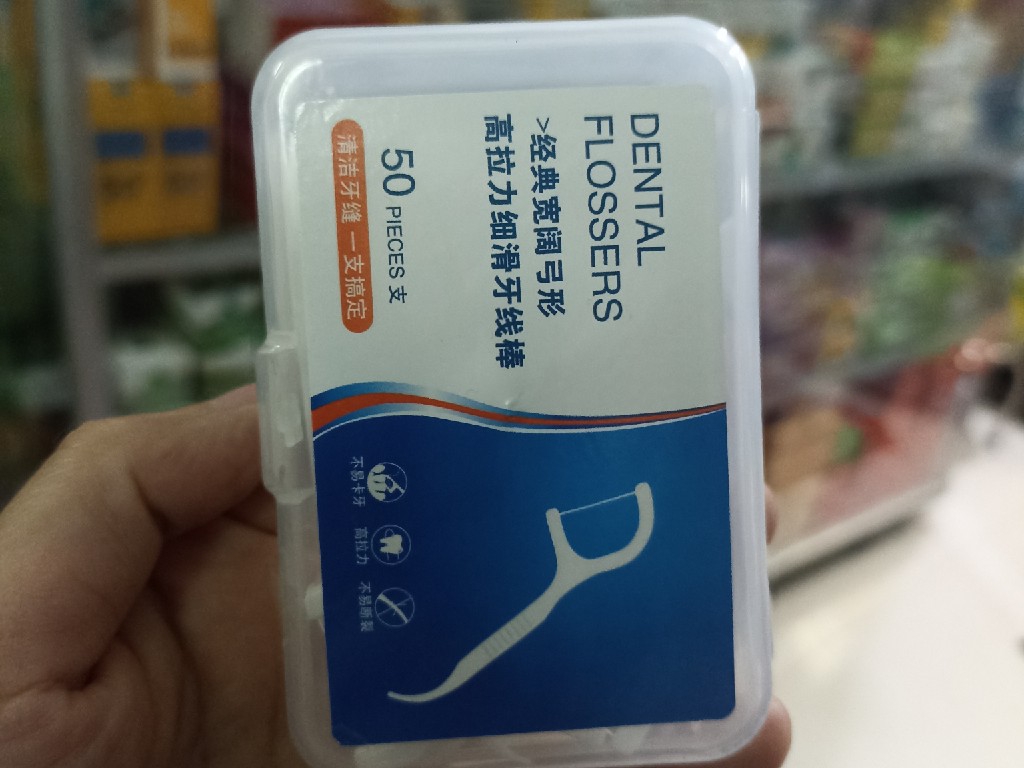 DENTAL
FLOSSERS
>经典宽阔弓形
高拉力细滑牙线棒
50 PIECES 支
清洁牙缝 一支搞定
不易卡牙
高拉力
不易断裂